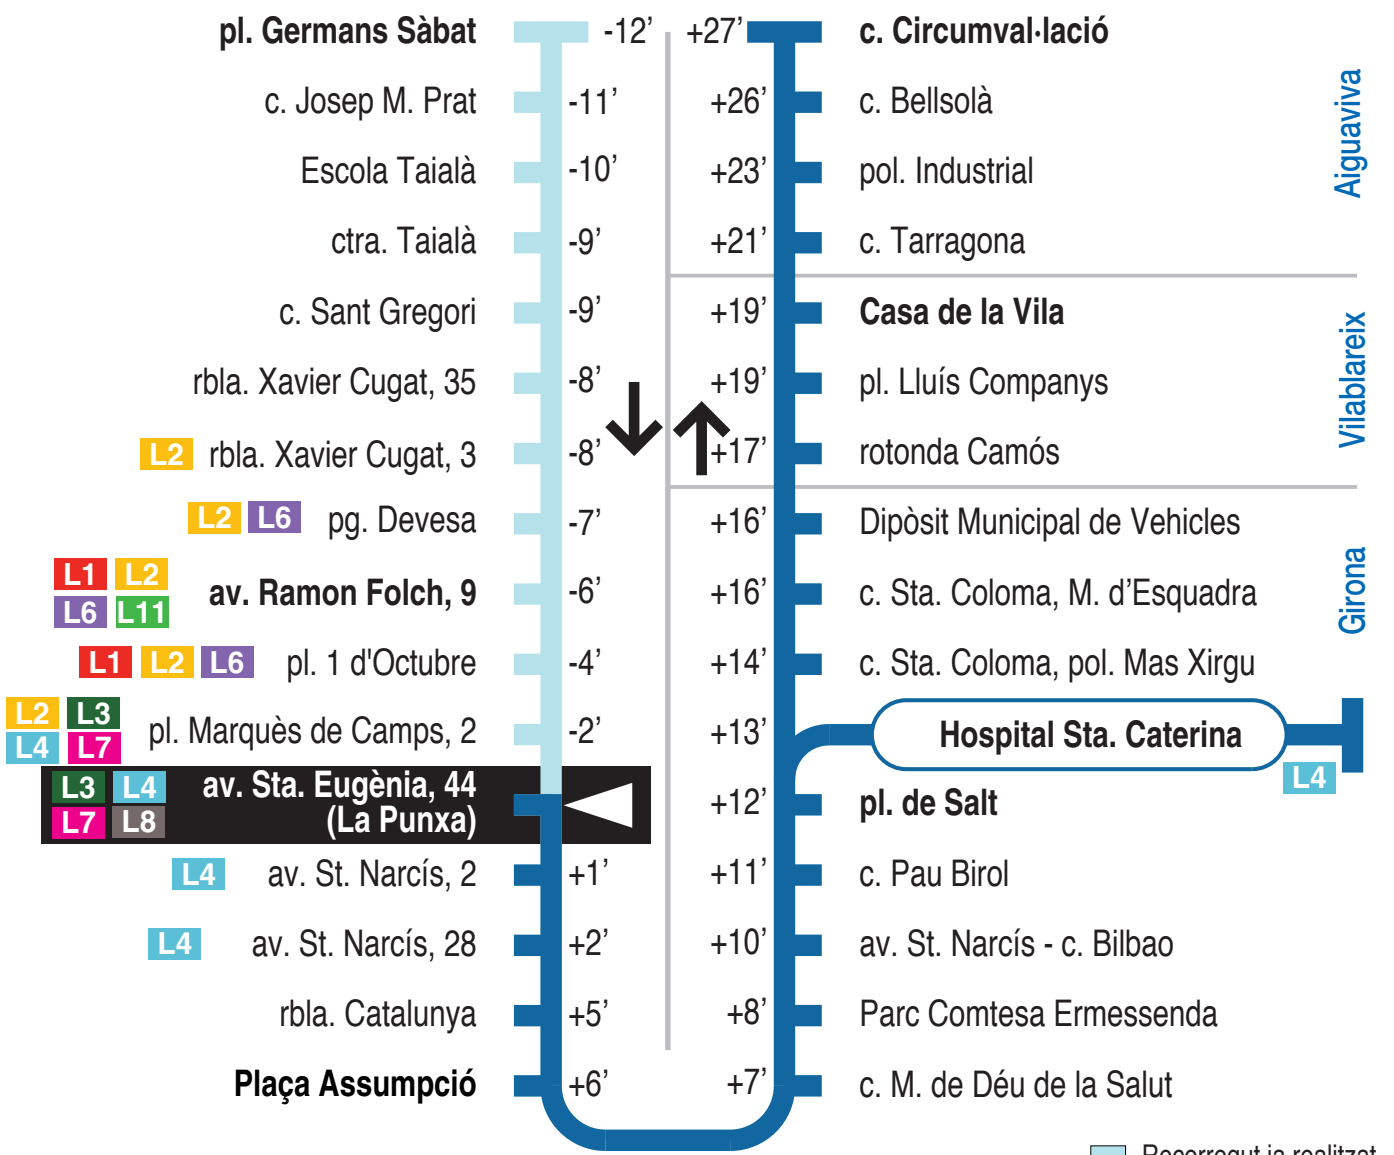 pl. Germans Sàbat -12’
c. Josep M. Prat -11’
Escola Taialà -10’
ctra. Taialà -9’
c. Sant Gregori -9’
rbla. Xavier Cugat, 35 -8’
L2 rbla. Xavier Cugat, 3 -8’
L2 L6 pg. Devesa -7’
L1 L2
L6 L11
av. Ramon Folch, 9 -6’
L1 L2 L6 pl. 1 d'Octubre -4’
L2 L3
L4 L7
pl. Marquès de Camps, 2 -2’
L3 L4
L7 L8
av. Sta. Eugènia, 44
(La Punxa)
L4 av. St. Narcís, 2 +1’
L4 av. St. Narcís, 28 +2’
rbla. Catalunya +5’
Plaça Assumpció +6’
+27’ c. Circumval·lació
+26’ c. Bellsolà
+23’ pol. Industrial
+21’ c. Tarragona
Aiguaviva
+19’ Casa de la Vila
+19’ pl. Lluís Companys
+17’ rotonda Camós
Vilablareix
+16’ Dipòsit Municipal de Vehicles
+16’ c. Sta. Coloma, M. d’Esquadra
+14’ c. Sta. Coloma, pol. Mas Xirgu
Girona
+13’ Hospital Sta. Caterina
L4
+12’ pl. de Salt
+11’ c. Pau Birol
+10’ av. St. Narcís - c. Bilbao
+8’ Parc Comtesa Ermessenda
+7’ c. M. de Déu de la Salut
Recorregut ja realitzat